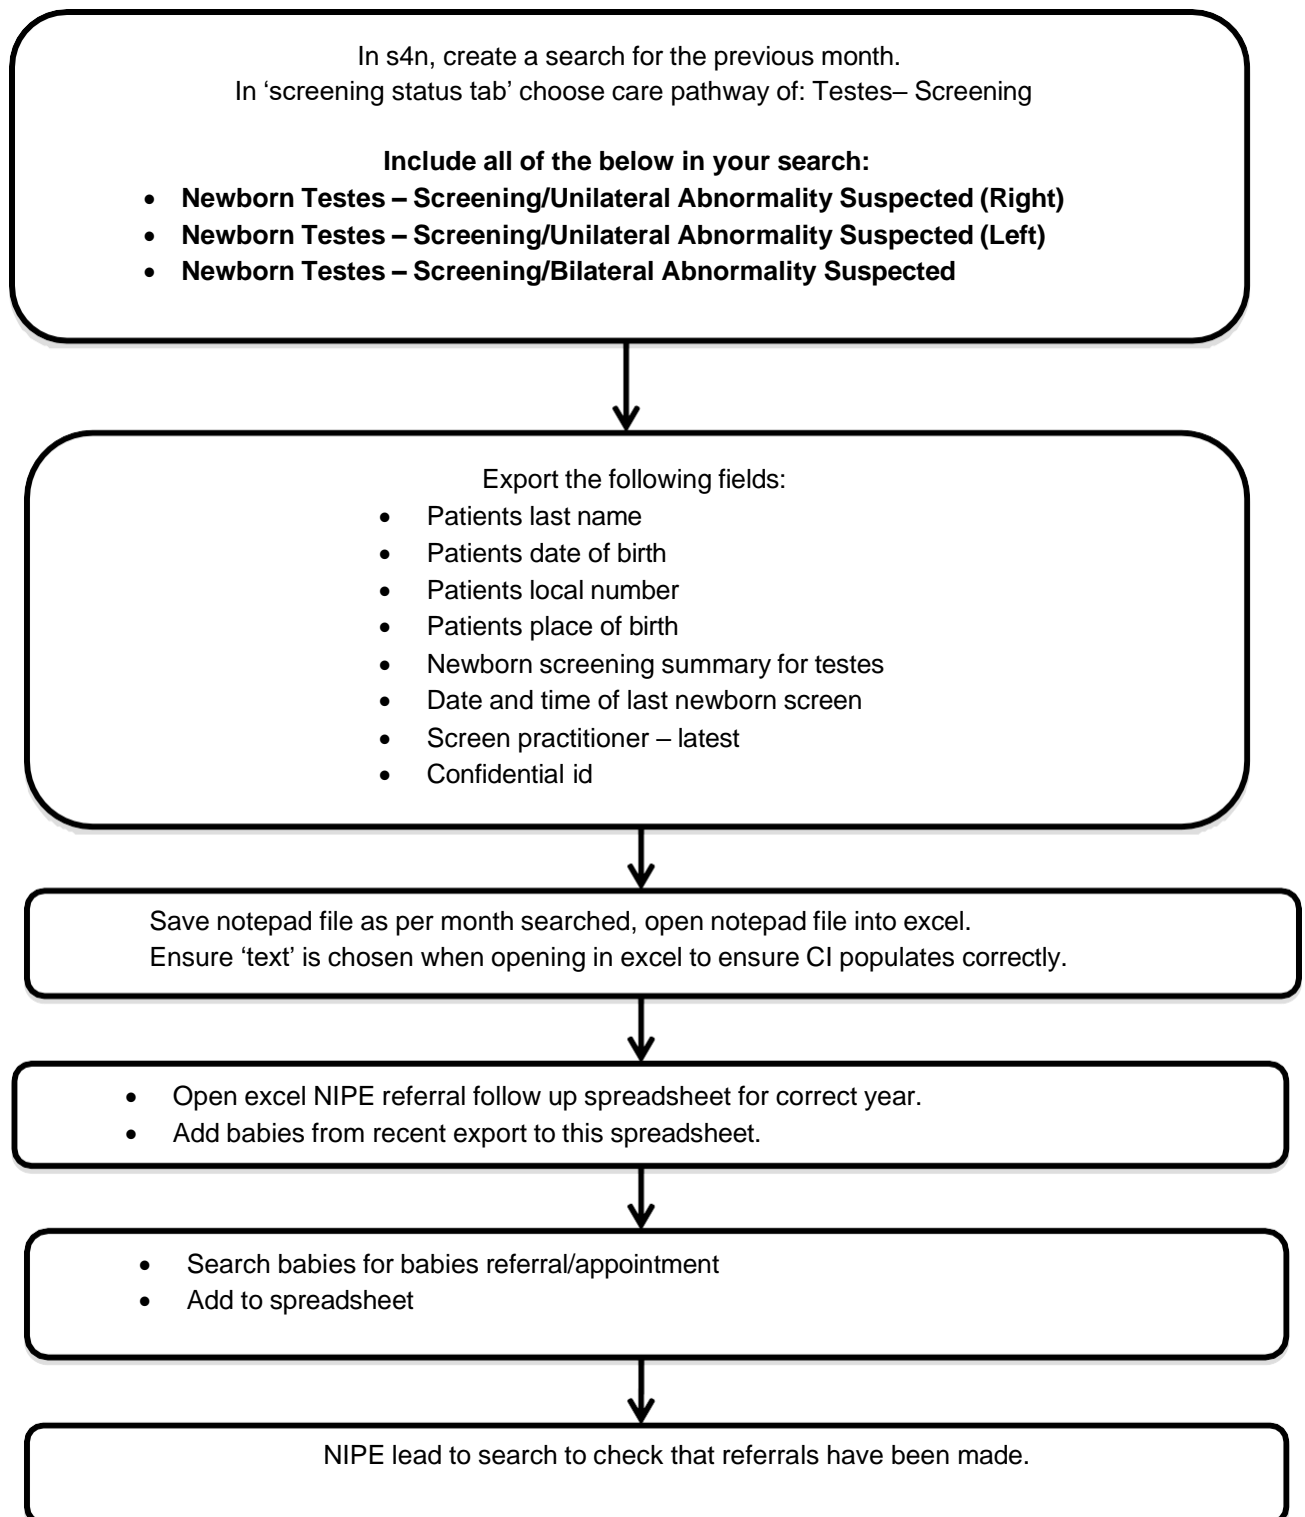 In s4n, create a search for the previous month.
In ‘screening status tab’ choose care pathway of: Testes– Screening
Include all of the below in your search:
• Newborn Testes – Screening/Unilateral Abnormality Suspected (Right)
• Newborn Testes – Screening/Unilateral Abnormality Suspected (Left)
• Newborn Testes – Screening/Bilateral Abnormality Suspected
Export the following fields:
• Patients last name
• Patients date of birth
• Patients local number
• Patients place of birth
• Newborn screening summary for testes
• Date and time of last newborn screen
• Screen practitioner – latest
• Confidential id
Save notepad file as per month searched, open notepad file into excel.
Ensure ‘text’ is chosen when opening in excel to ensure CI populates correctly.
• Open excel NIPE referral follow up spreadsheet for correct year.
• Add babies from recent export to this spreadsheet.
• Search babies for babies referral/appointment
• Add to spreadsheet
NIPE lead to search to check that referrals have been made.